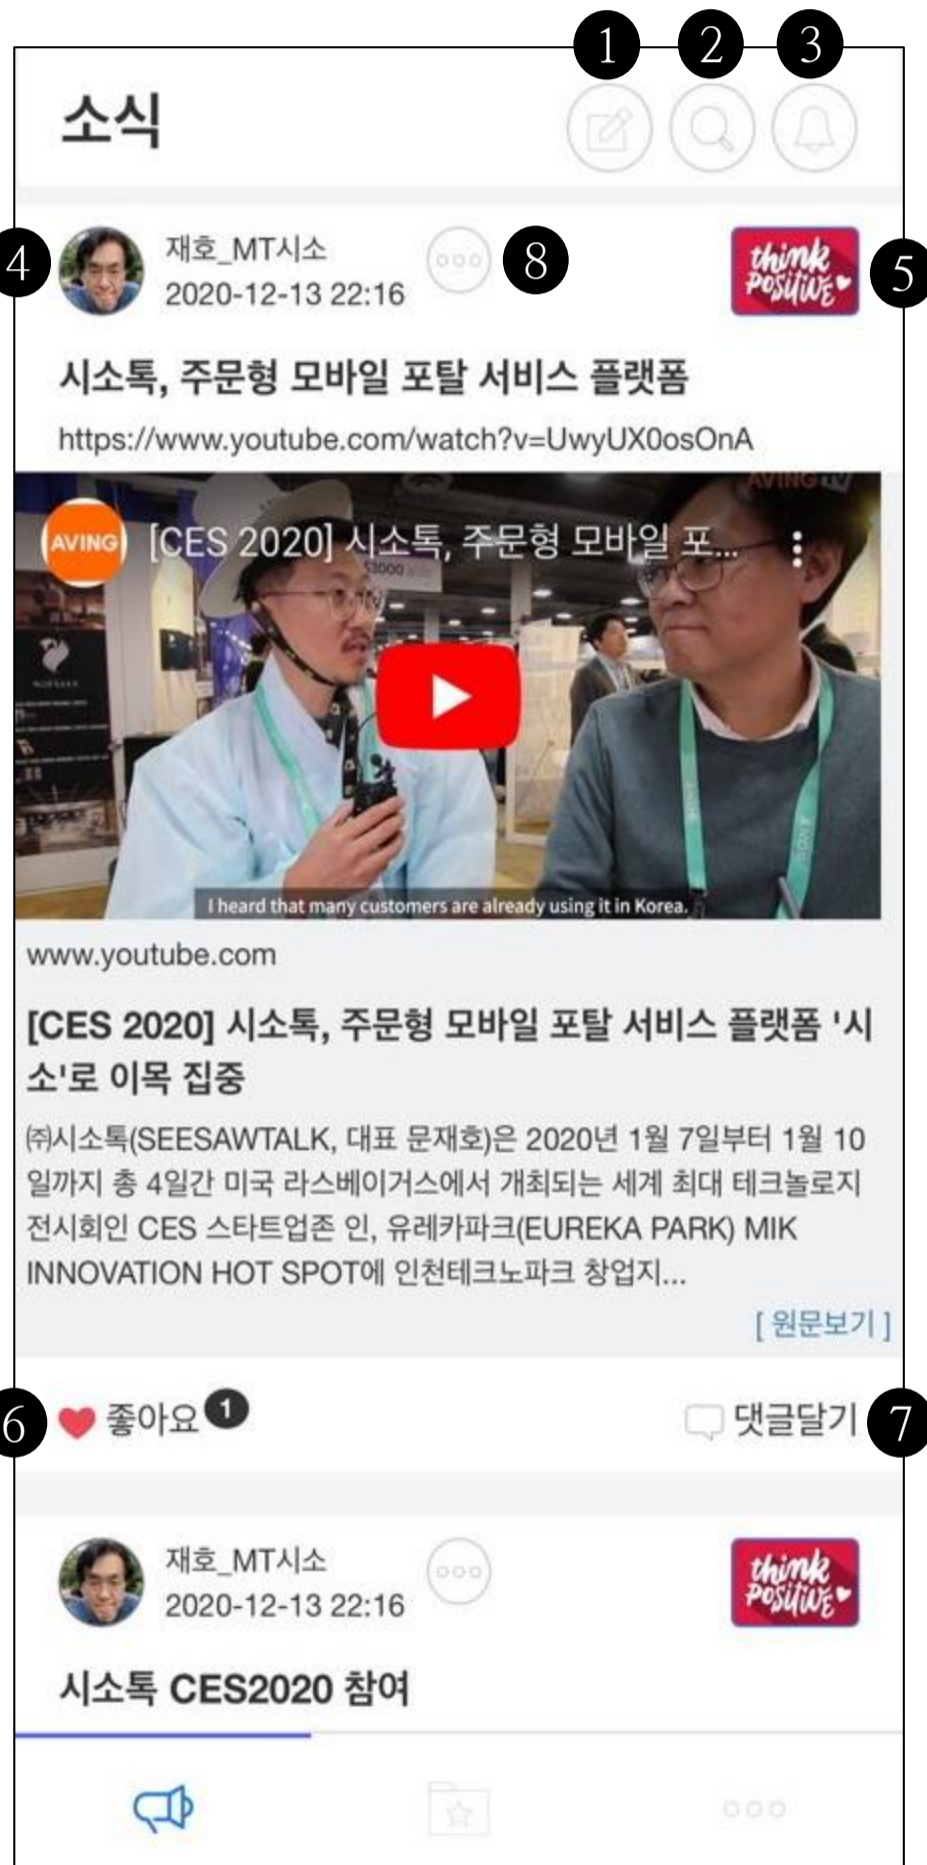 1 2 3
소식
4 재호_MT시소 8 think 5
2020-12-13 22:16 POSITIVE
시소톡, 주문형 모바일 포탈 서비스 플랫폼
https://www.youtube.com/watch?v=UwyUX0osOnA
AVING TV
AVING [CES 2020] 시소톡, 주문형 모바일 포...
I heard that many customers are already using it in Korea.
www.youtube.com
[CES 2020] 시소톡, 주문형 모바일 포탈 서비스 플랫폼 '시
소'로 이목 집중
㈜시소톡(SEESAWTALK, 대표 문재호)은 2020년 1월 7일부터 1월 10
일까지 총 4일간 미국 라스베이거스에서 개최되는 세계 최대 테크놀로지
전시회인 CES 스타트업존 인, 유레카파크(EUREKA PARK) MIK
INNOVATION HOT SPOT에 인천테크노파크 창업지...
[ 원문보기 ]
6 좋아요 1 댓글달기 7
재호_MT시소 think
2020-12-13 22:16 POSITIVE
시소톡 CES2020 참여